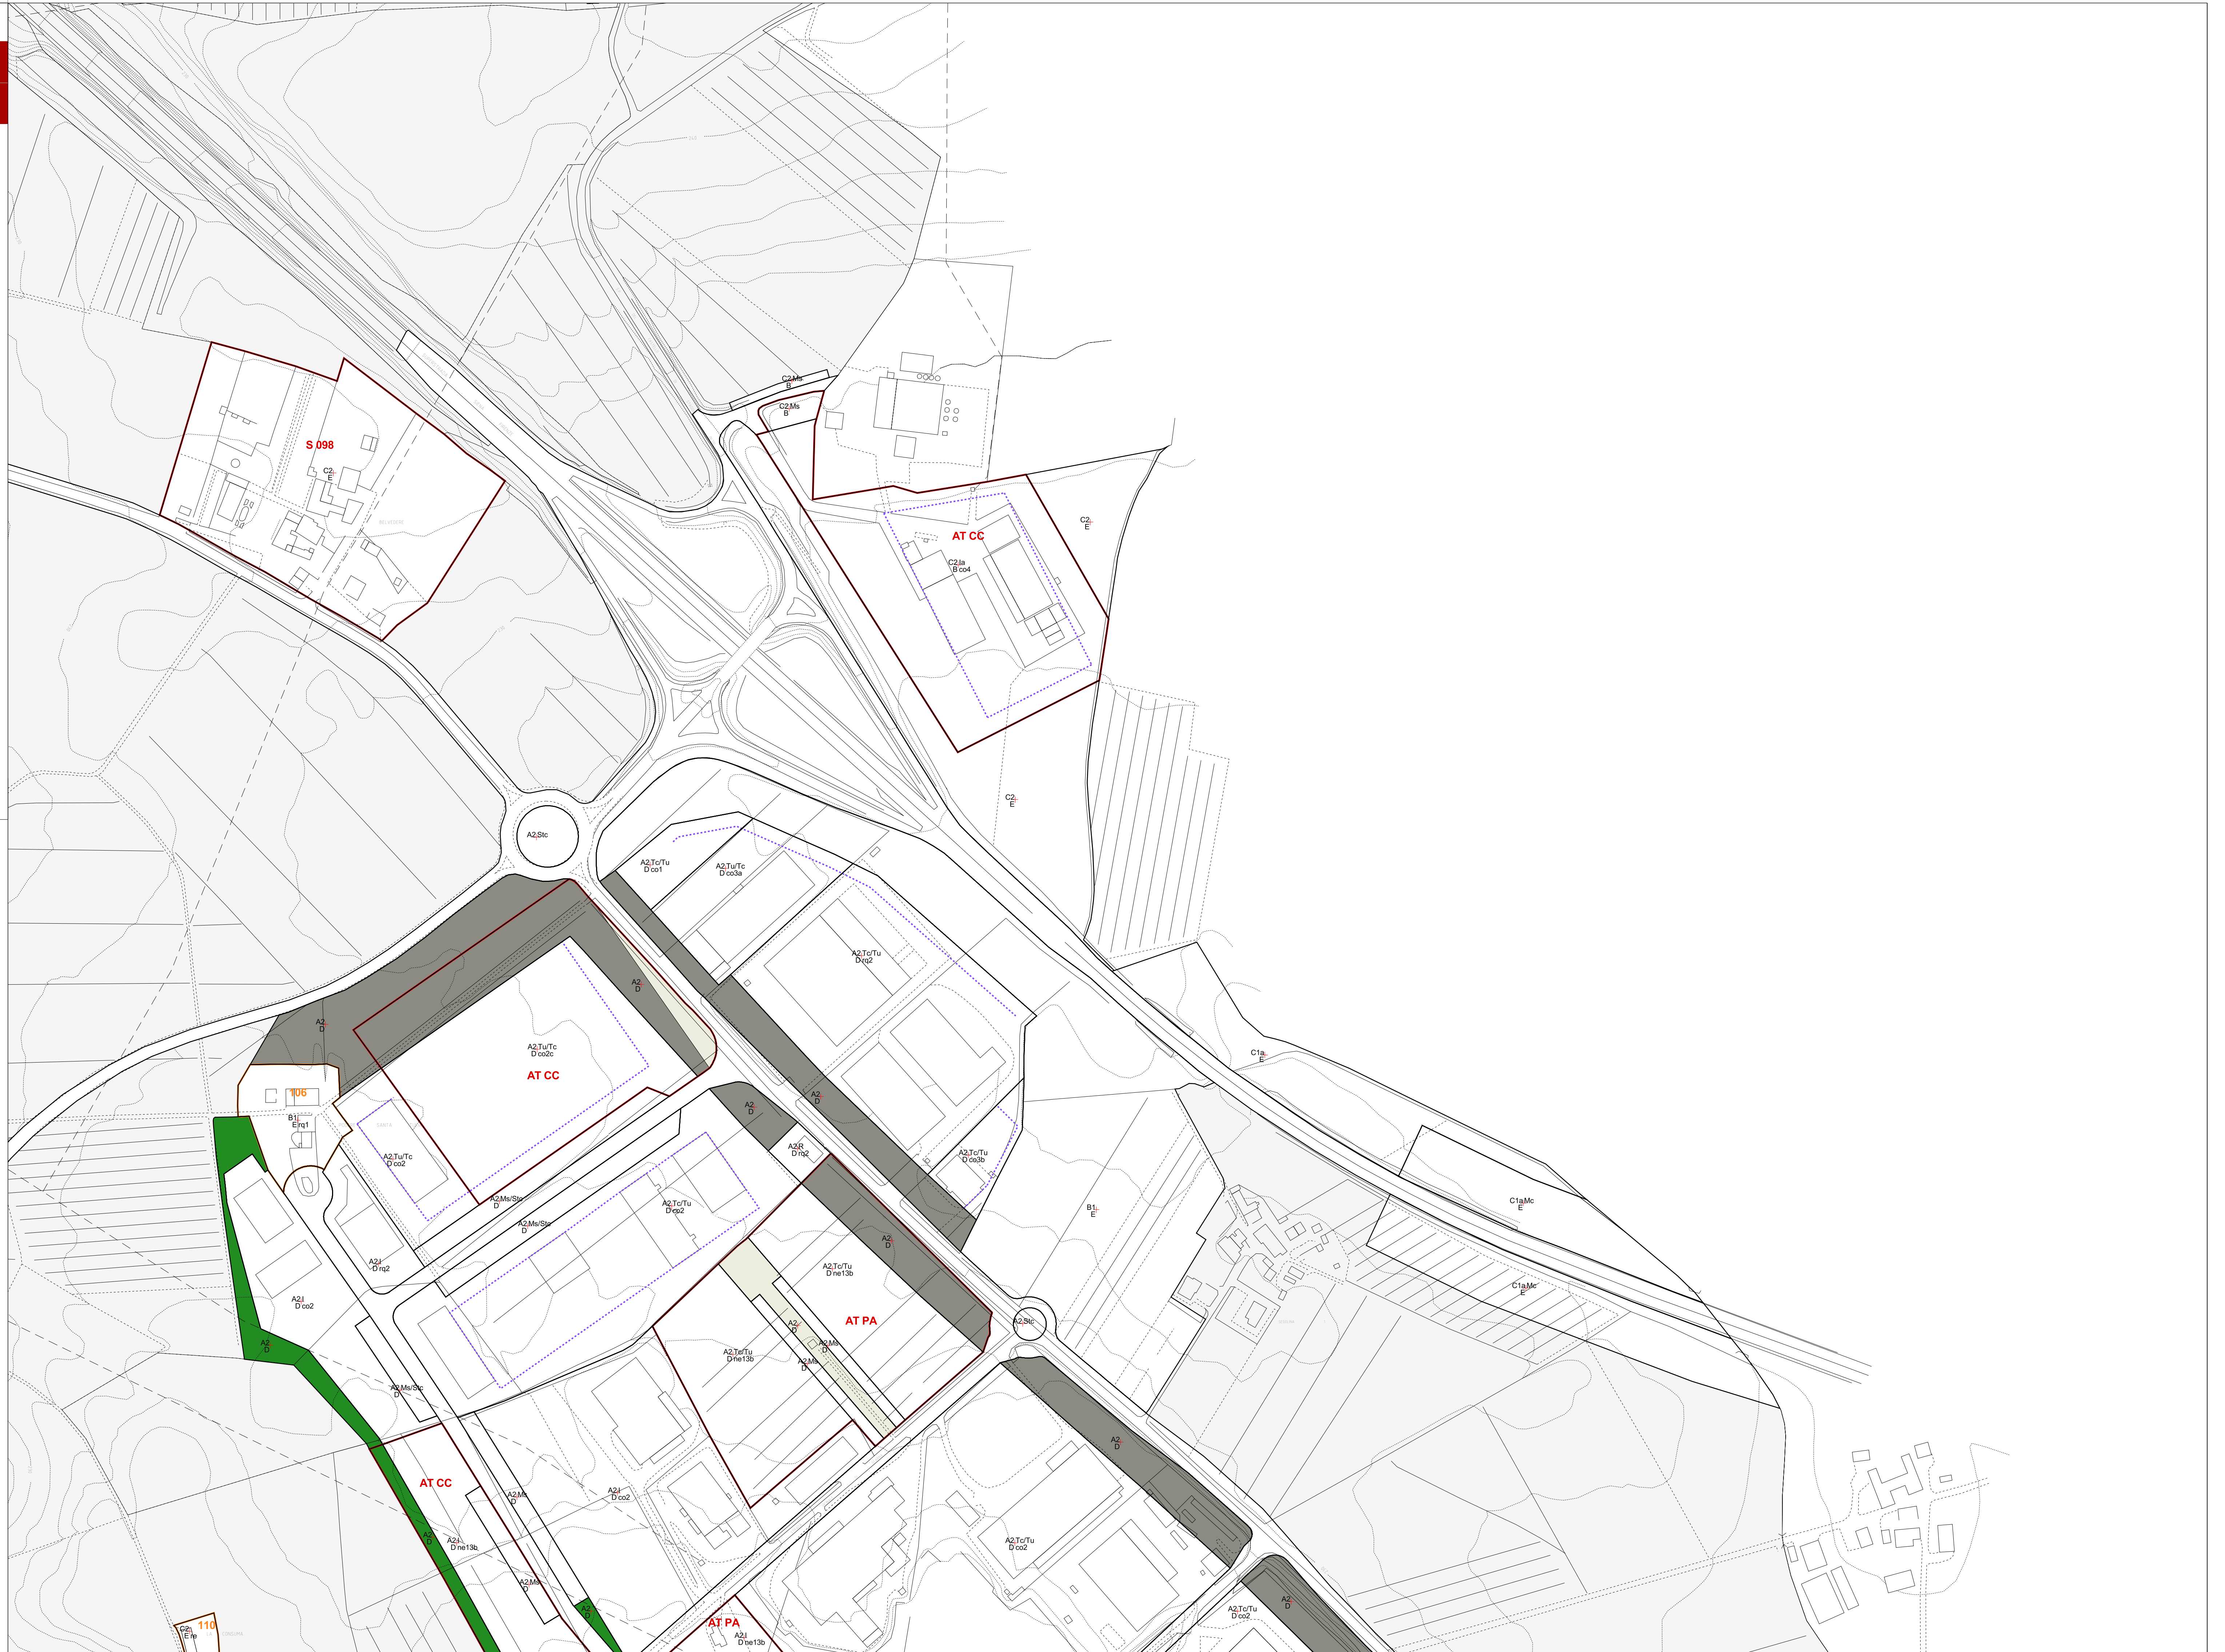 C2.Ms
B
C2.Ms
B
S 098
C2.
E
BELVEDERE
C2.
E
AT CC
C2.Ia
B co4
C2.
E
A2.Stc
A2.Tc/Tu
D co1
A2.Tu/Tc
D co3a
A2.Tc/Tu
D rq2
A2.
D
A2.
D
A2.Tu/Tc
D co2c
AT CC
C1a.
E
106
A2.
D
A2.
D
B1.
E rq1
SANTA
A2.R
D rq2
A2.Tu/Tc
D co2
A2.Tc/Tu
D co3b
A2.Ms/Stc
D
A2.Tc/Tu
D co2
C1a.Mc
E
B1.
E
A2.Ms/Stc
D
A2.
D
A2.I
D rq2
A2.Tc/Tu
D ne13b
C1a.Mc
E
A2.I
D co2
AT PA
A2.Stc
A2.
D
A2.
D
A2.Ms
D
A2.Tc/Tu
D ne13b
A2.Ms
D
A2.Ms/Stc
D
A2.
D
AT CC
A2.I
D co2
A2.Ms
D
A2.
D
A2.I
D ne13b
A2.Tc/Tu
D co2
A2.Ms
D
A2.
D
A2.
D
A2.Tc/Tu
D co2
110
C2.
E re
AT PA
A2.I
D ne13b